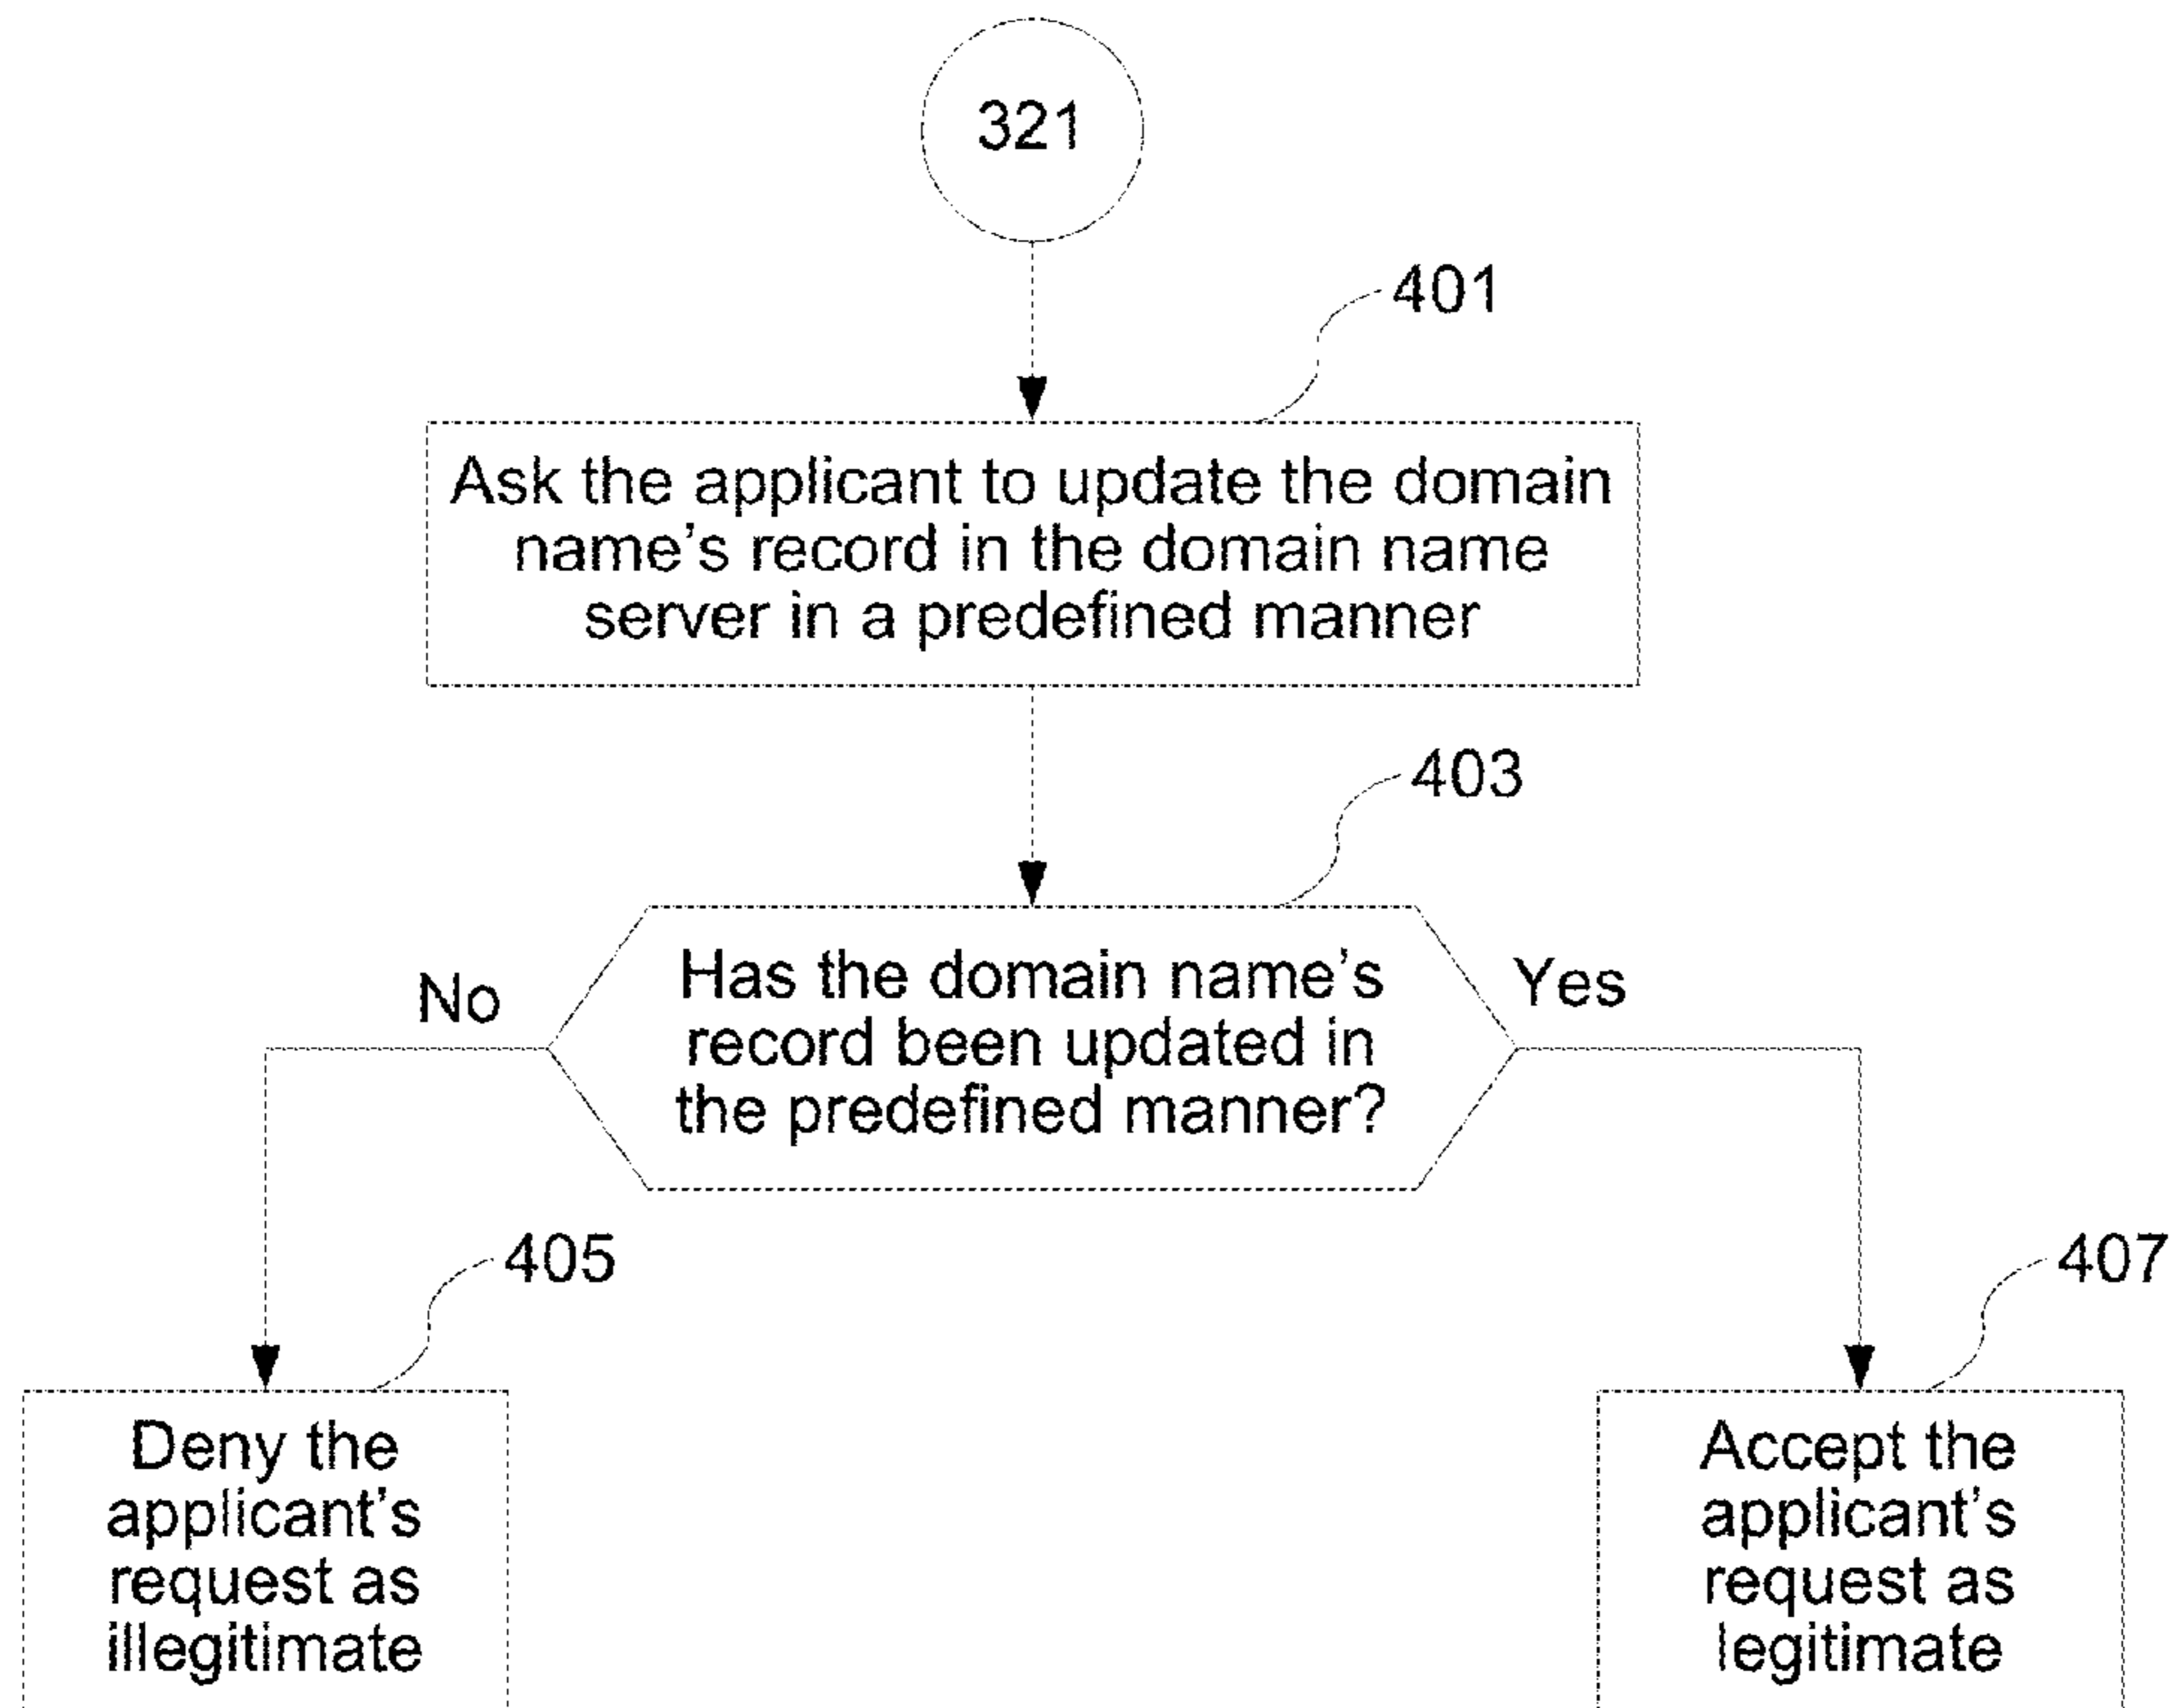 321
401
Ask the applicant to update the domain
name's record in the domain name
server in a predefined manner
403
No
Has the domain name's
record been updated in
the predefined manner?
Yes
405
407
Deny the
applicant's
request as
illegitimate
Accept the
applicant's
request as
legitimate